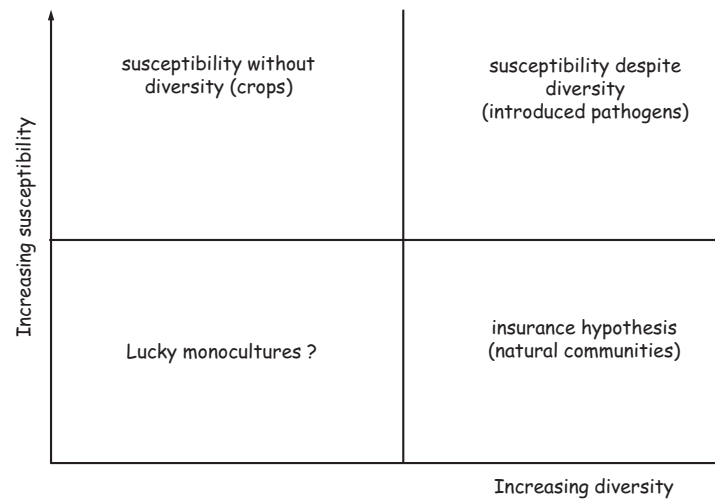 susceptibility without
diversity (crops)
susceptibility despite
diversity
(introduced pathogens)
Increasing susceptibility
Lucky monocultures ?
insurance hypothesis
(natural communities)
Increasing diversity